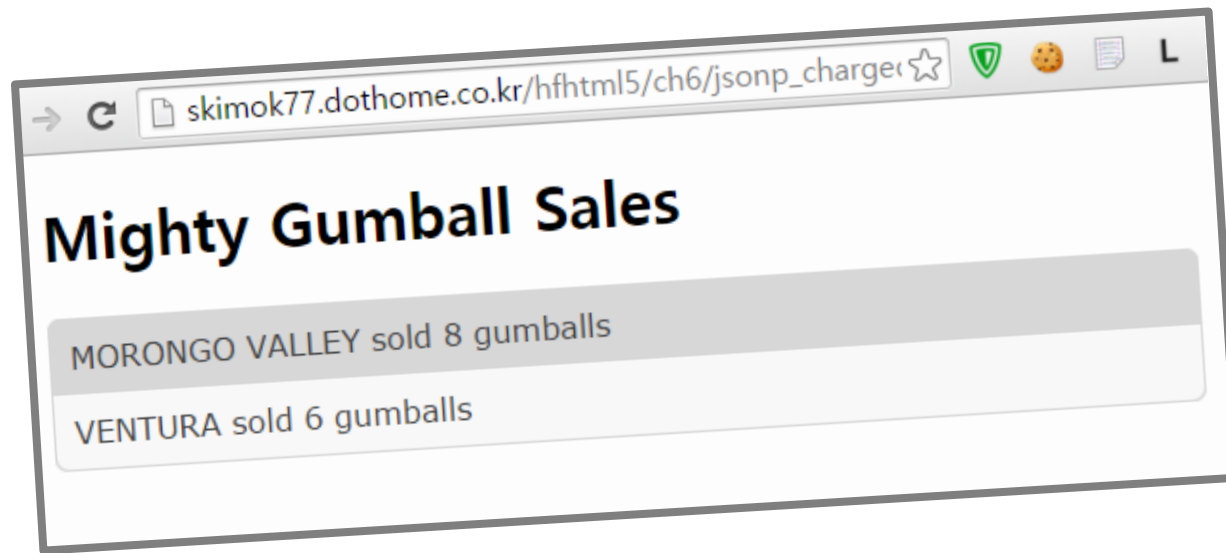 skimok77.dothome.co.kr/hfhtml5/ch6/jsonp_charge
L
Mighty Gumball Sales
MORONGO VALLEY sold 8 gumballs
VENTURA sold 6 gumballs